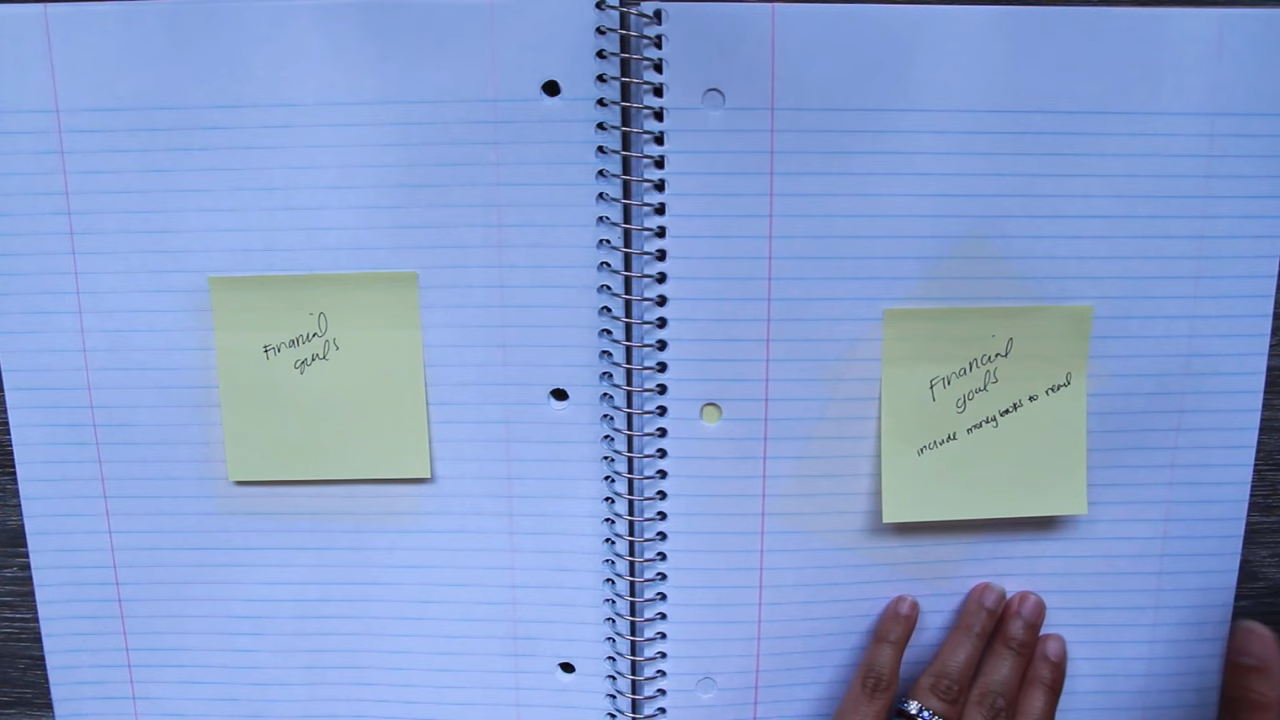 Financial
goals
Financial
goals
include money books to read